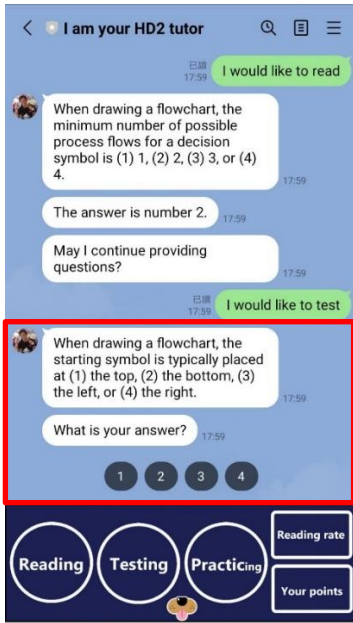 I am your HD2 tutor
已讀
17:59
I would like to read
When drawing a flowchart, the
minimum number of possible
process flows for a decision
symbol is (1) 1, (2) 2, (3) 3, or (4)
4.
17:59
The answer is number 2.
17:59
May I continue providing
questions?
17:59
已讀
17:59
I would like to test
When drawing a flowchart, the
starting symbol is typically placed
at (1) the top, (2) the bottom, (3)
the left, or (4) the right.
17:59
What is your answer?
17:59
1 2 3 4
Reading
Testing
Practicing
Reading rate
Your points